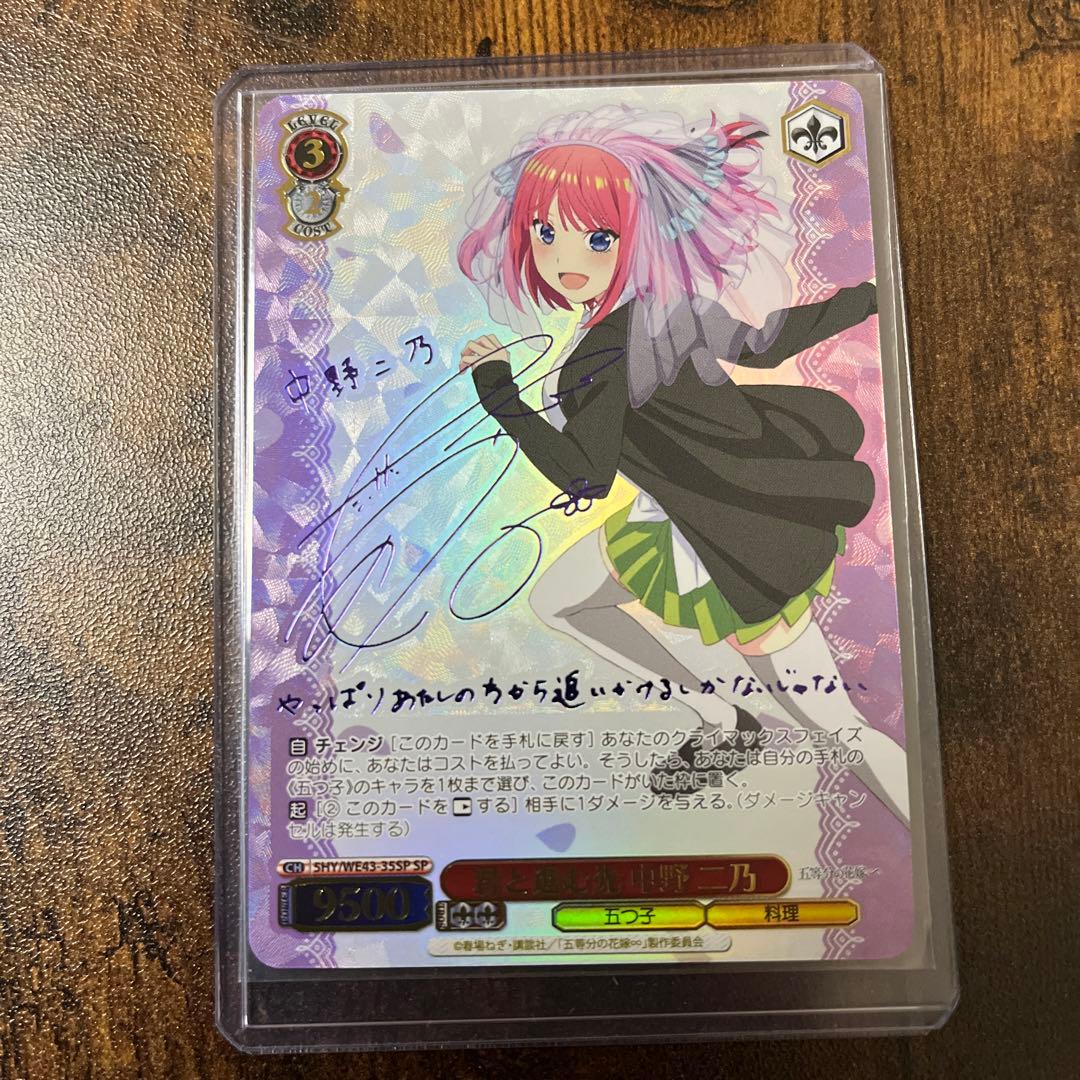 LEVEL
3
2
COST
中野二乃
やっぱりあたしの方から追いかけるしかないじゃない
自 チェンジ [このカードを手札に戻す] あなたのクライマックスフェイズ
の始めに、あなたはコストを払ってよい。そうしたら、あなたは自分の手札の
《五つ子》のキャラを1枚まで選び、このカードがいた枠に置く。
起 [② このカードをする] 相手に1ダメージを与える。(ダメージキャン
セルは発生する)
CH 5HY/WE43-35SP SP
と進む先 中野 二乃
五等分の花嫁∽
9500
五つ子
料理
©春場ねぎ・講談社/「五等分の花嫁∽」製作委員会